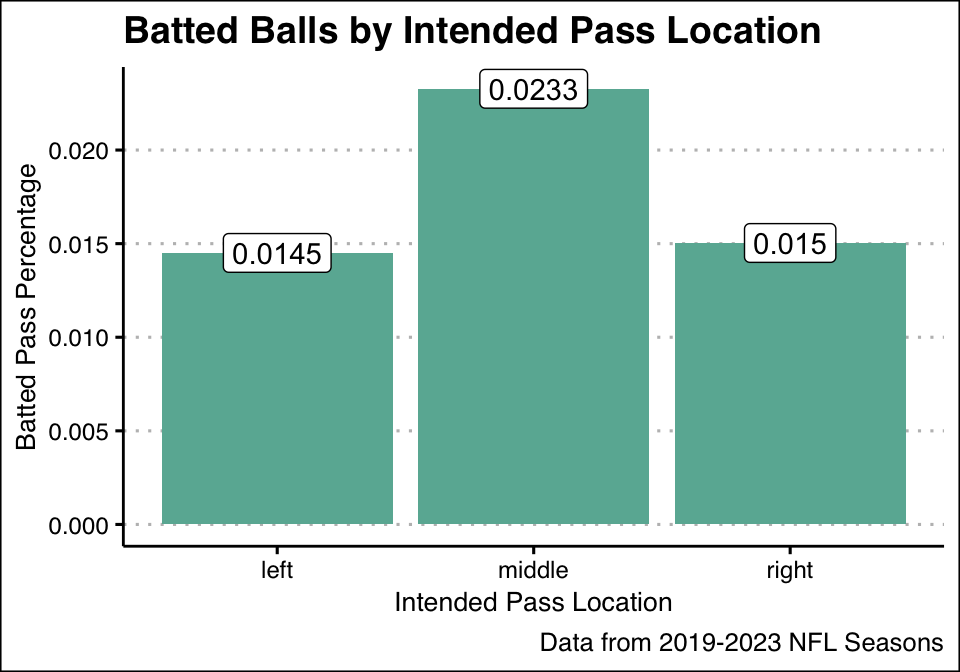 Batted Balls by Intended Pass Location
Batted Pass Percentage
0.020
0.015
0.010
0.005
0.000
0.0145
0.0233
0.015
left
middle
right
Intended Pass Location
Data from 2019-2023 NFL Seasons